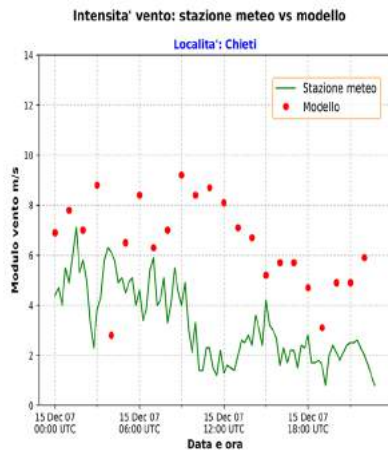 Intensita' vento: stazione meteo vs modello
Localita': Chieti
Stazione meteo
Modello
Modulo vento m/s
14
12
10
8
6
4
2
0
15 Dec 07
00:00 UTC
15 Dec 07
06:00 UTC
15 Dec 07
12:00 UTC
15 Dec 07
18:00 UTC
Data e ora